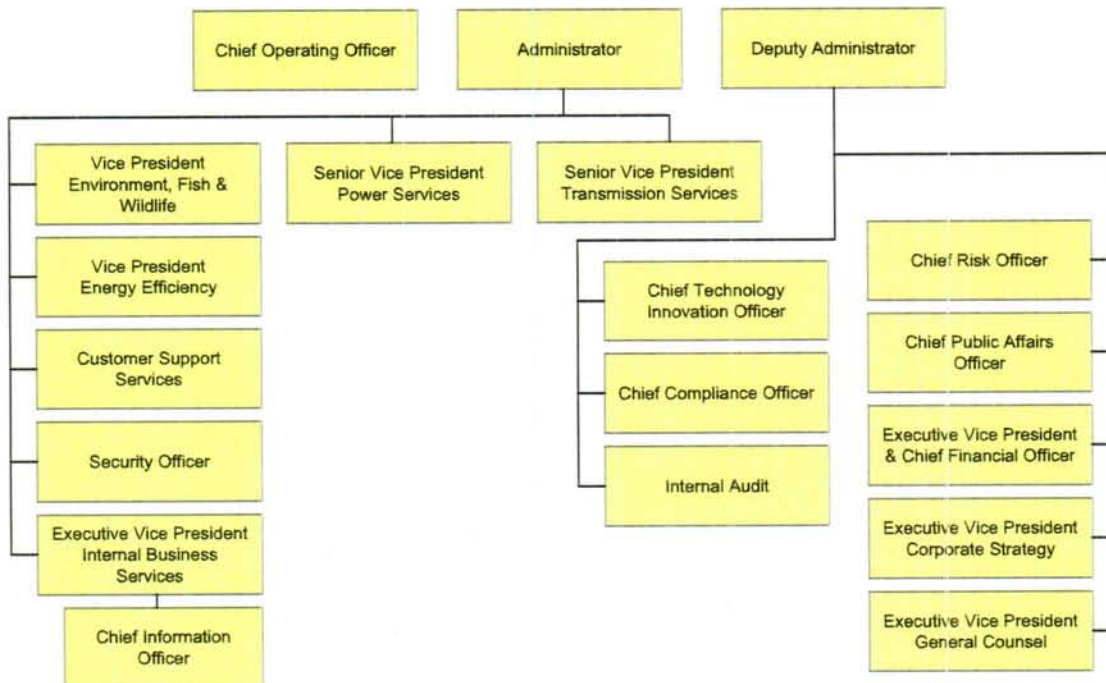 Chief Operating Officer
Administrator
Deputy Administrator
Vice President
Environment, Fish &
Wildlife
Senior Vice President
Power Services
Senior Vice President
Transmission Services
Vice President
Energy Efficiency
Customer Support
Services
Security Officer
Executive Vice President
Internal Business
Services
Chief Information
Officer
Chief Technology
Innovation Officer
Chief Compliance Officer
Internal Audit
Chief Risk Officer
Chief Public Affairs
Officer
Executive Vice President
& Chief Financial Officer
Executive Vice President
Corporate Strategy
Executive Vice President
General Counsel